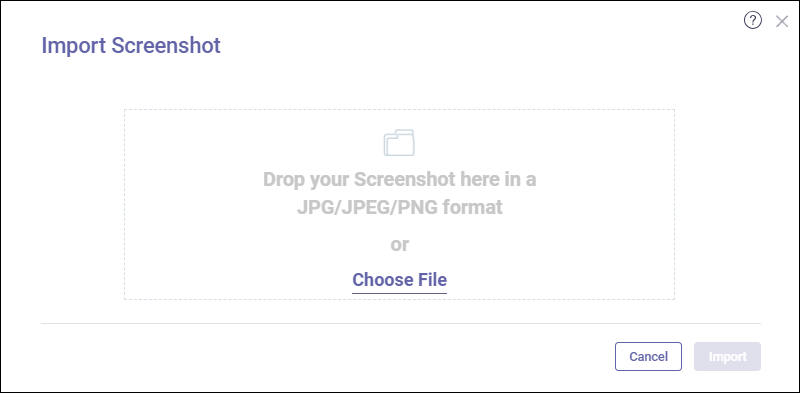 ?
Import Screenshot
Drop your Screenshot here in a
JPG/JPEG/PNG format
or
Choose File
Cancel
Import